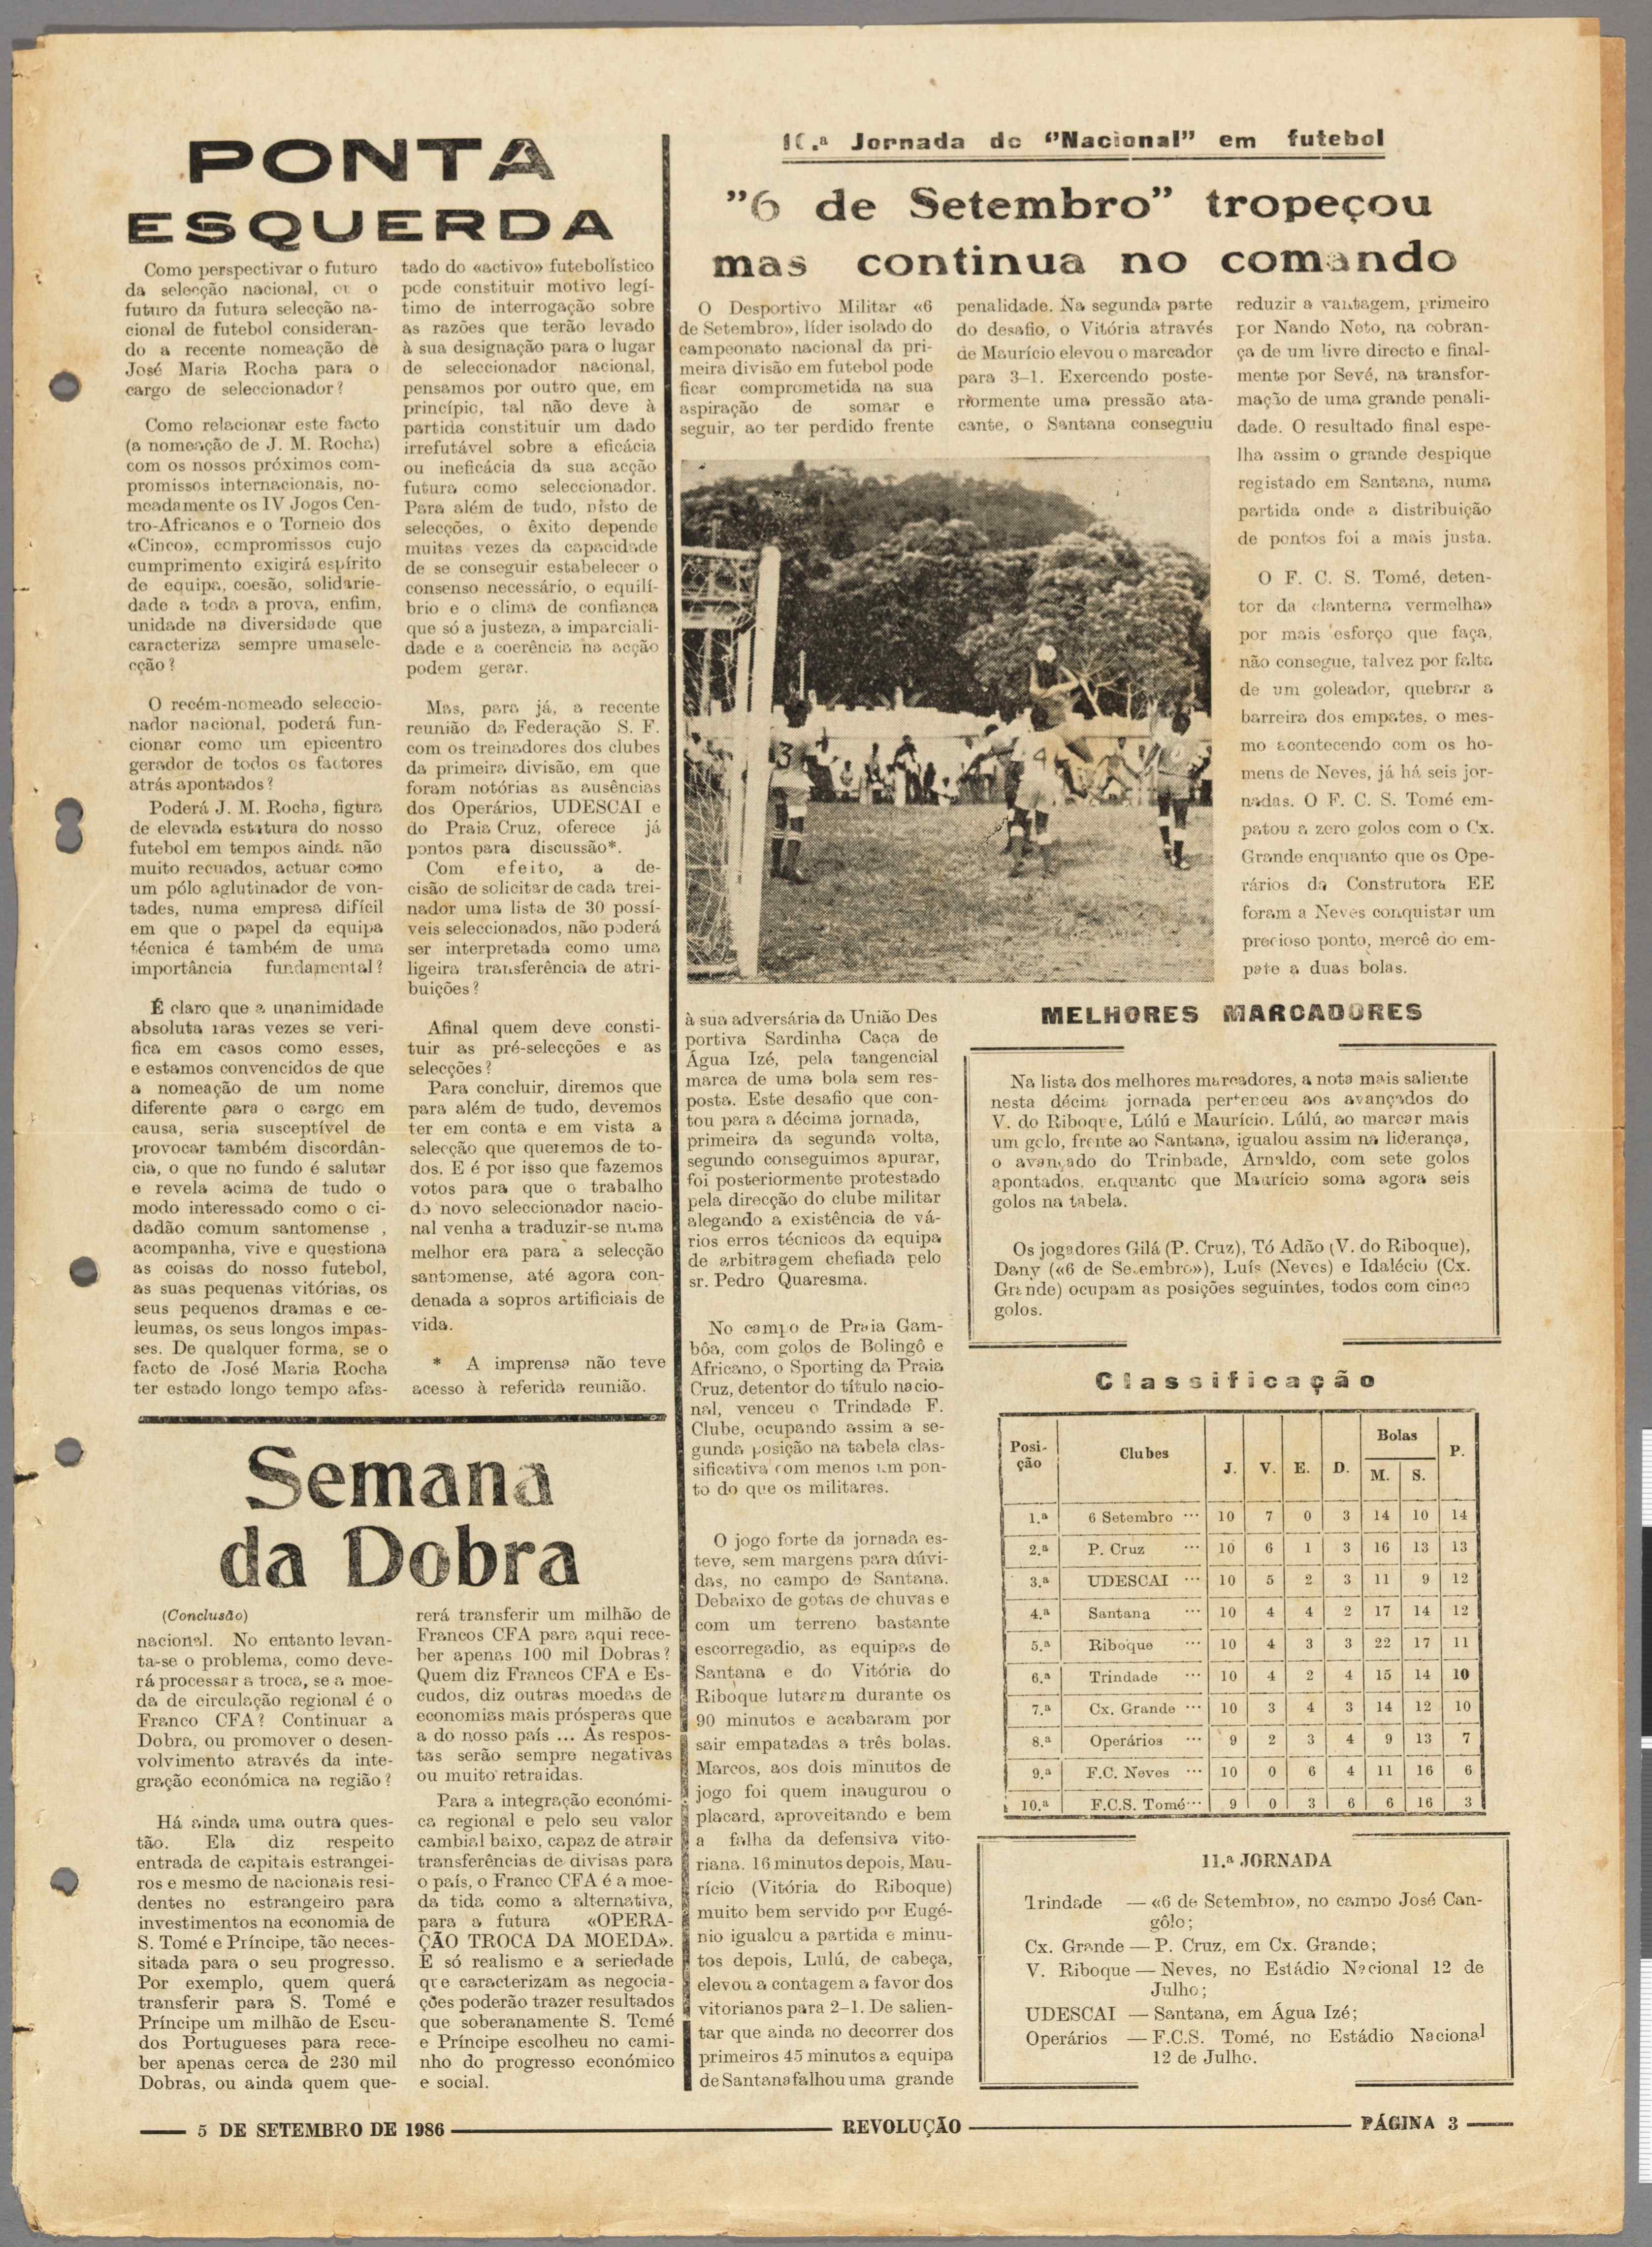 PONTA
ESQUERDA
Como perspectivar o futuro
da selecção nacional, ou o
futuro da futura selecção na-
cional de futebol consideran-
do a recente nomeação de
José Maria Rocha para o
cargo de seleccionador?
Como relacionar este facto
(a nomeação de J. M. Rocha)
com os nossos próximos com-
promissos internacionais, no-
meadamente os IV Jogos Cen-
tro-Africanos e o Torneio dos
«Cinco», compromissos cujo
cumprimento exigirá espírito
de equipa, coesão, solidarie-
dade a toda a prova, enfim,
unidade na diversidade que
caracteriza sempre umasele-
cção?
O recém-nomeado seleccio-
nador nacional, poderá fun-
cionar como um epicentro
gerador de todos os factores
atrás apontados?
Poderá J. M. Rocha, figura
de elevada estatura do nosso
futebol em tempos ainda não
muito recuados, actuar como
um pólo aglutinador de von-
tades, numa empresa difícil
em que o papel da equipa
técnica é também de uma
importância fundamental?
É claro que a unanimidade
absoluta raras vezes se veri-
fica em casos como esses,
e estamos convencidos de que
a nomeação de um nome
diferente para o cargo em
causa, seria susceptível de
provocar também discordân-
cia, o que no fundo é salutar
e revela acima de tudo o
modo interessado como o ci-
dadão comum santomense ,
acompanha, vive e questiona
as coisas do nosso futebol,
as suas pequenas vitórias, os
seus pequenos dramas e ce-
leumas, os seus longos impas-
ses. De qualquer forma, se o
facto de José Maria Rocha
ter estado longo tempo afas-
tado do «activo» futebolístico
pode constituir motivo legí-
timo de interrogação sobre
as razões que terão levado
à sua designação para o lugar
de seleccionador nacional,
pensamos por outro que, em
princípio, tal não deve à
partida constituir um dado
irrefutável sobre a eficácia
ou ineficácia da sua acção
futura como seleccionador.
Para além de tudo, nisto de
selecções, o êxito depende
muitas vezes da capacidade
de se conseguir estabelecer o
consenso necessário, o equilí-
brio e o clima de confiança
que só a justeza, a imparciali-
dade e a coerência na acção
podem gerar.
Mas, para já, a recente
reunião da Federação S. F.
com os treinadores dos clubes
da primeira divisão, em que
foram notórias as ausências
dos Operários, UDESCAI e
do Praia Cruz, oferece já
pontos para discussão*.
Com efeito, a de-
cisão de solicitar de cada trei-
nador uma lista de 30 possí-
veis seleccionados, não poderá
ser interpretada como uma
ligeira transferência de atri-
buições?
Afinal quem deve consti-
tuir as pré-selecções e as
selecções?
Para concluir, diremos que
para além de tudo, devemos
ter em conta e em vista a
selecção que queremos de to-
dos. E é por isso que fazemos
votos para que o trabalho
do novo seleccionador nacio-
nal venha a traduzir-se numa
melhor era para a selecção
santomense, até agora con-
denada a sopros artificiais de
vida.
* A imprensa não teve
acesso à referida reunião.
Semana
da Dobra
(Conclusão)
nacional. No entanto levan-
ta-se o problema, como deve-
rá processar a troca, se a moe-
da de circulação regional é o
Franco CFA? Continuar a
Dobra, ou promover o desen-
volvimento através da inte-
gração económica na região?
Há ainda uma outra ques-
tão. Ela diz respeito
entrada de capitais estrangei-
ros e mesmo de nacionais resi-
dentes no estrangeiro para
investimentos na economia de
S. Tomé e Príncipe, tão neces-
sitada para o seu progresso.
Por exemplo, quem querá
transferir para S. Tomé e
Príncipe um milhão de Escu-
dos Portugueses para rece-
ber apenas cerca de 230 mil
Dobras, ou ainda quem que-
rerá transferir um milhão de
Francos CFA para aqui rece-
ber apenas 100 mil Dobras?
Quem diz Francos CFA e Es-
cudos, diz outras moedas de
economias mais prósperas que
a do nosso país ... As respos-
tas serão sempre negativas
ou muito retraidas.
Para a integração económi-
ca regional e pelo seu valor
cambial baixo, capaz de atrair
transferências de divisas para
o país, o Franco CFA é a moe-
da tida como a alternativa,
para a futura «OPERA-
ÇÃO TROCA DA MOEDA».
E só realismo e a seriedade
que caracterizam as negocia-
ções poderão trazer resultados
que soberanamente S. Tomé
e Príncipe escolheu no cami-
nho do progresso económico
e social.
10.ª Jornada do "Nacional" em futebol
"6 de Setembro" tropeçou
mas continua no comando
O Desportivo Militar «6
de Setembro», líder isolado do
campeonato nacional da pri-
meira divisão em futebol pode
ficar comprometida na sua
aspiração de somar e
seguir, ao ter perdido frente
à sua adversária da União Des
portiva Sardinha Caça de
Água Izé, pela tangencial
marca de uma bola sem res-
posta. Este desafio que con-
tou para a décima jornada,
primeira da segunda volta,
segundo conseguimos apurar,
foi posteriormente protestado
pela direcção do clube militar
alegando a existência de vá-
rios erros técnicos da equipa
de arbitragem chefiada pelo
sr. Pedro Quaresma.
No campo de Praia Gam-
bôa, com golos de Bolingô e
Africano, o Sporting da Praia
Cruz, detentor do título nacio-
nal, venceu o Trindade F.
Clube, ocupando assim a se-
gunda posição na tabela clas-
sificativa com menos um pon-
to do que os militares.
O jogo forte da jornada es-
teve, sem margens para dúvi-
das, no campo de Santana.
Debaixo de gotas de chuvas e
com um terreno bastante
escorregadio, as equipas de
Santana e do Vitória do
Riboque lutaram durante os
90 minutos e acabaram por
sair empatadas a três bolas.
Marcos, aos dois minutos de
jogo foi quem inaugurou o
placard, aproveitando e bem
a falha da defensiva vito-
riana. 16 minutos depois, Mau-
rício (Vitória do Riboque)
muito bem servido por Eugé-
nio igualou a partida e minu-
tos depois, Lulú, de cabeça,
elevou a contagem a favor dos
vitorianos para 2–1. De salien-
tar que ainda no decorrer dos
primeiros 45 minutos a equipa
de Santana falhou uma grande
penalidade. Na segunda parte
do desafio, o Vitória através
de Maurício elevou o marcador
para 3–1. Exercendo poste-
riormente uma pressão ata-
cante, o Santana conseguiu
reduzir a vantagem, primeiro
por Nando Neto, na cobran-
ça de um livre directo e final-
mente por Sevé, na transfor-
mação de uma grande penali-
dade. O resultado final espe-
lha assim o grande despique
registado em Santana, numa
partida onde a distribuição
de pontos foi a mais justa.
O F. C. S. Tomé, deten-
tor da «lanterna vermelha»
por mais esforço que faça,
não consegue, talvez por falta
de um goleador, quebrar a
barreira dos empates, o mes-
mo acontecendo com os ho-
mens de Neves, já há seis jor-
nadas. O F. C. S. Tomé em-
patou a zero golos com o Cx.
Grande enquanto que os Ope-
rários da Construtora EE
foram a Neves conquistar um
precioso ponto, mercê do em-
pate a duas bolas.
3
4
MELHORES MARCADORES
Na lista dos melhores marcadores, a nota mais saliente
nesta décima jornada pertenceu aos avançados do
V. do Riboque, Lúlú e Maurício. Lúlú, ao marcar mais
um golo, frente ao Santana, igualou assim na liderança,
o avançado do Trinbade, Arnaldo, com sete golos
apontados, enquanto que Maurício soma agora seis
golos na tabela.
Os jogadores Gilá (P. Cruz), Tó Adão (V. do Riboque),
Dany («6 de Setembro»), Luís (Neves) e Idalécio (Cx.
Grande) ocupam as posições seguintes, todos com cinco
golos.
Classificação
Posi-ção Clubes J. V. E. D. Bolas M. S. P.
1.ª 6 Setembro ... 10 7 0 3 14 10 14
2.ª P. Cruz ... 10 6 1 3 16 13 13
3.ª UDESCAI ... 10 5 2 3 11 9 12
4.ª Santana ... 10 4 4 2 17 14 12
5.ª Riboque ... 10 4 3 3 22 17 11
6.ª Trindade ... 10 4 2 4 15 14 10
7.ª Cx. Grande ... 10 3 4 3 14 12 10
8.ª Operários ... 9 2 3 4 9 13 7
9.ª F.C. Neves ... 10 0 6 4 11 16 6
10.ª F.C.S. Tomé... 9 0 3 6 6 16 3
11.ª JORNADA
Trindade — «6 de Setembro», no campo José Can-
gôlo;
Cx. Grande — P. Cruz, em Cx. Grande;
V. Riboque — Neves, no Estádio Nacional 12 de
Julho;
UDESCAI — Santana, em Água Izé;
Operários — F.C.S. Tomé, no Estádio Nacional
12 de Julho.
5 DE SETEMBRO DE 1986 REVOLUÇÃO PÁGINA 3